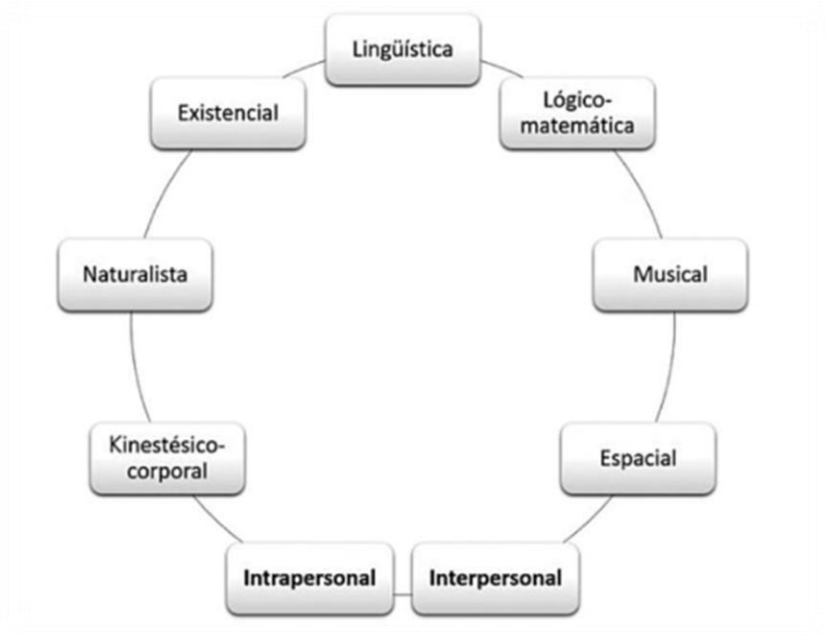 Lingüística
Lógico-
matemática
Musical
Espacial
Interpersonal
Intrapersonal
Kinestésico-
corporal
Naturalista
Existencial